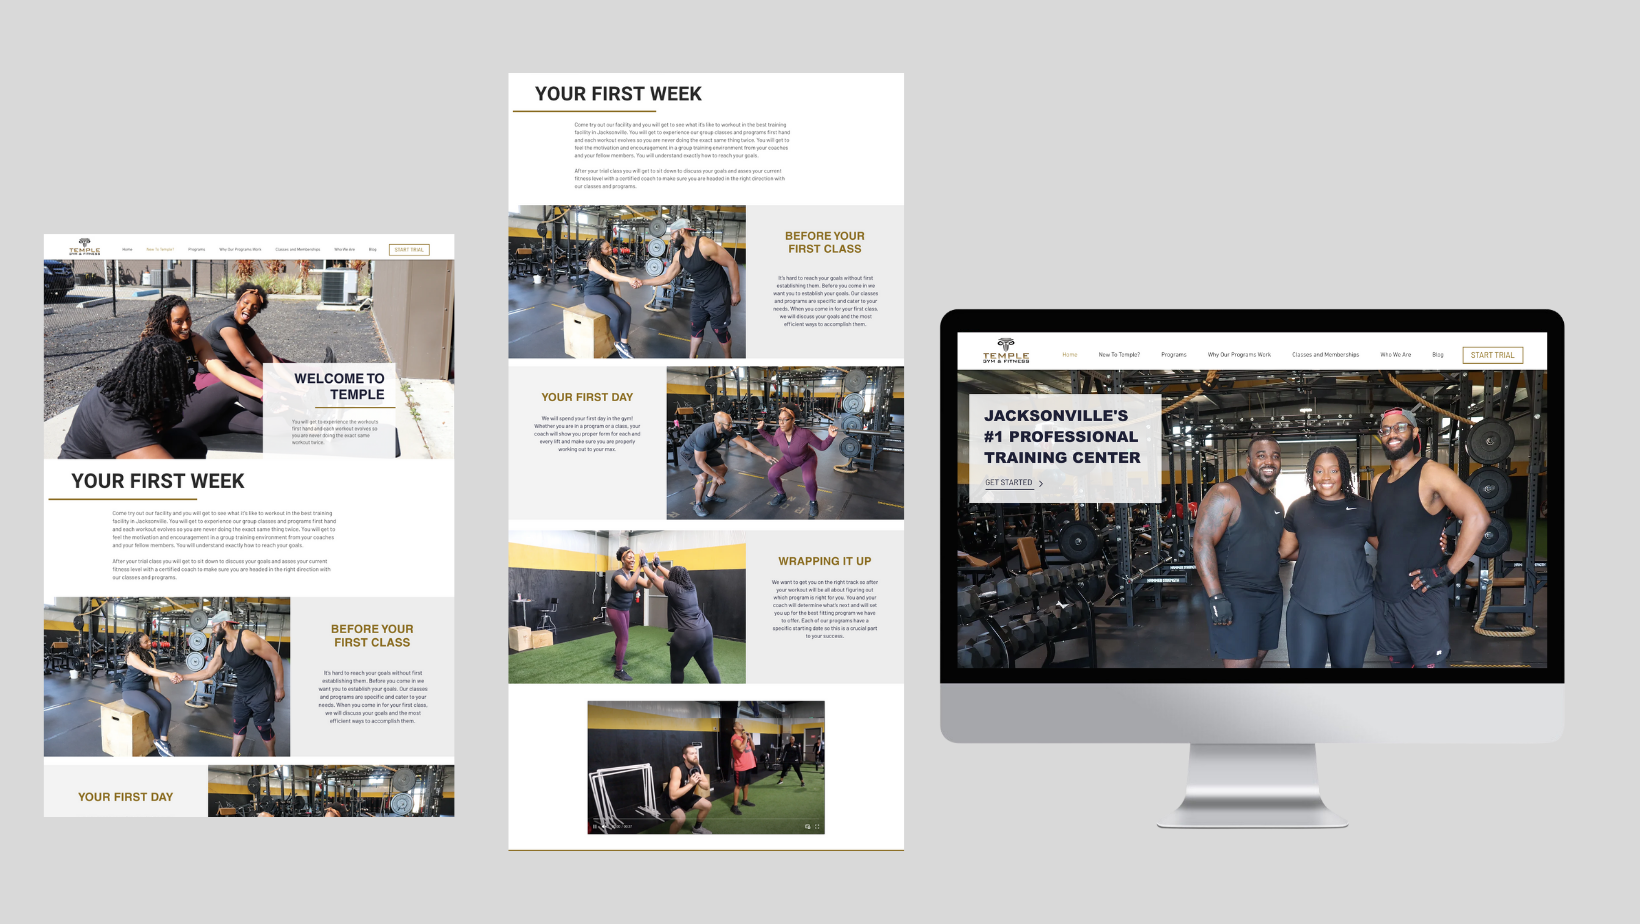 TEMPLE
GYM & FITNESS
Home
New To Temple?
Programs
Why Our Programs Work
Classes and Memberships
Who We Are
Blog
START TRIAL
WELCOME TO
TEMPLE
You will get to experience the workouts
first hand and each workout evolves so
you are never doing the exact same
workout twice.
YOUR FIRST WEEK
Come try out our facility and you will get to see what it's like to workout in the best training
facility in Jacksonville. You will get to experience our group classes and programs first hand
and each workout evolves so you are never doing the exact same thing twice. You will get to
feel the motivation and encouragement in a group training environment from your coaches
and your fellow members. You will understand exactly how to reach your goals.
After your trial class you will get to sit down to discuss your goals and asses your current
fitness level with a certified coach to make sure you are headed in the right direction with
our classes and programs.
BEFORE YOUR
FIRST CLASS
It's hard to reach your goals without first
establishing them. Before you come in we
want you to establish your goals. Our classes
and programs are specific and cater to your
needs. When you come in for your first class,
we will discuss your goals and the most
efficient ways to accomplish them.
YOUR FIRST DAY
YOUR FIRST WEEK
Come try out our facility and you will get to see what it's like to workout in the best training
facility in Jacksonville. You will get to experience our group classes and programs first hand
and each workout evolves so you are never doing the exact same thing twice. You will get to
feel the motivation and encouragement in a group training environment from your coaches
and your fellow members. You will understand exactly how to reach your goals.
After your trial class you will get to sit down to discuss your goals and asses your current
fitness level with a certified coach to make sure you are headed in the right direction with
our classes and programs.
BEFORE YOUR
FIRST CLASS
It's hard to reach your goals without first
establishing them. Before you come in we
want you to establish your goals. Our classes
and programs are specific and cater to your
needs. When you come in for your first class,
we will discuss your goals and the most
efficient ways to accomplish them.
YOUR FIRST DAY
We will spend your first day in the gym!
Whether you are in a program or a class, your
coach will show you proper form for each and
every lift and make sure you are properly
working out to your max.
WRAPPING IT UP
We want to get you on the right track so after
your workout will be all about figuring out
which program is right for you. You and your
coach will determine what's next and will set
you up for the best fitting program we have
to offer. Each of our programs have a
specific starting date so this is a crucial part
to your success.
TEMPLE
GYM & FITNESS
Home
New To Temple?
Programs
Why Our Programs Work
Classes and Memberships
Who We Are
Blog
START TRIAL
JACKSONVILLE'S
#1 PROFESSIONAL
TRAINING CENTER
GET STARTED